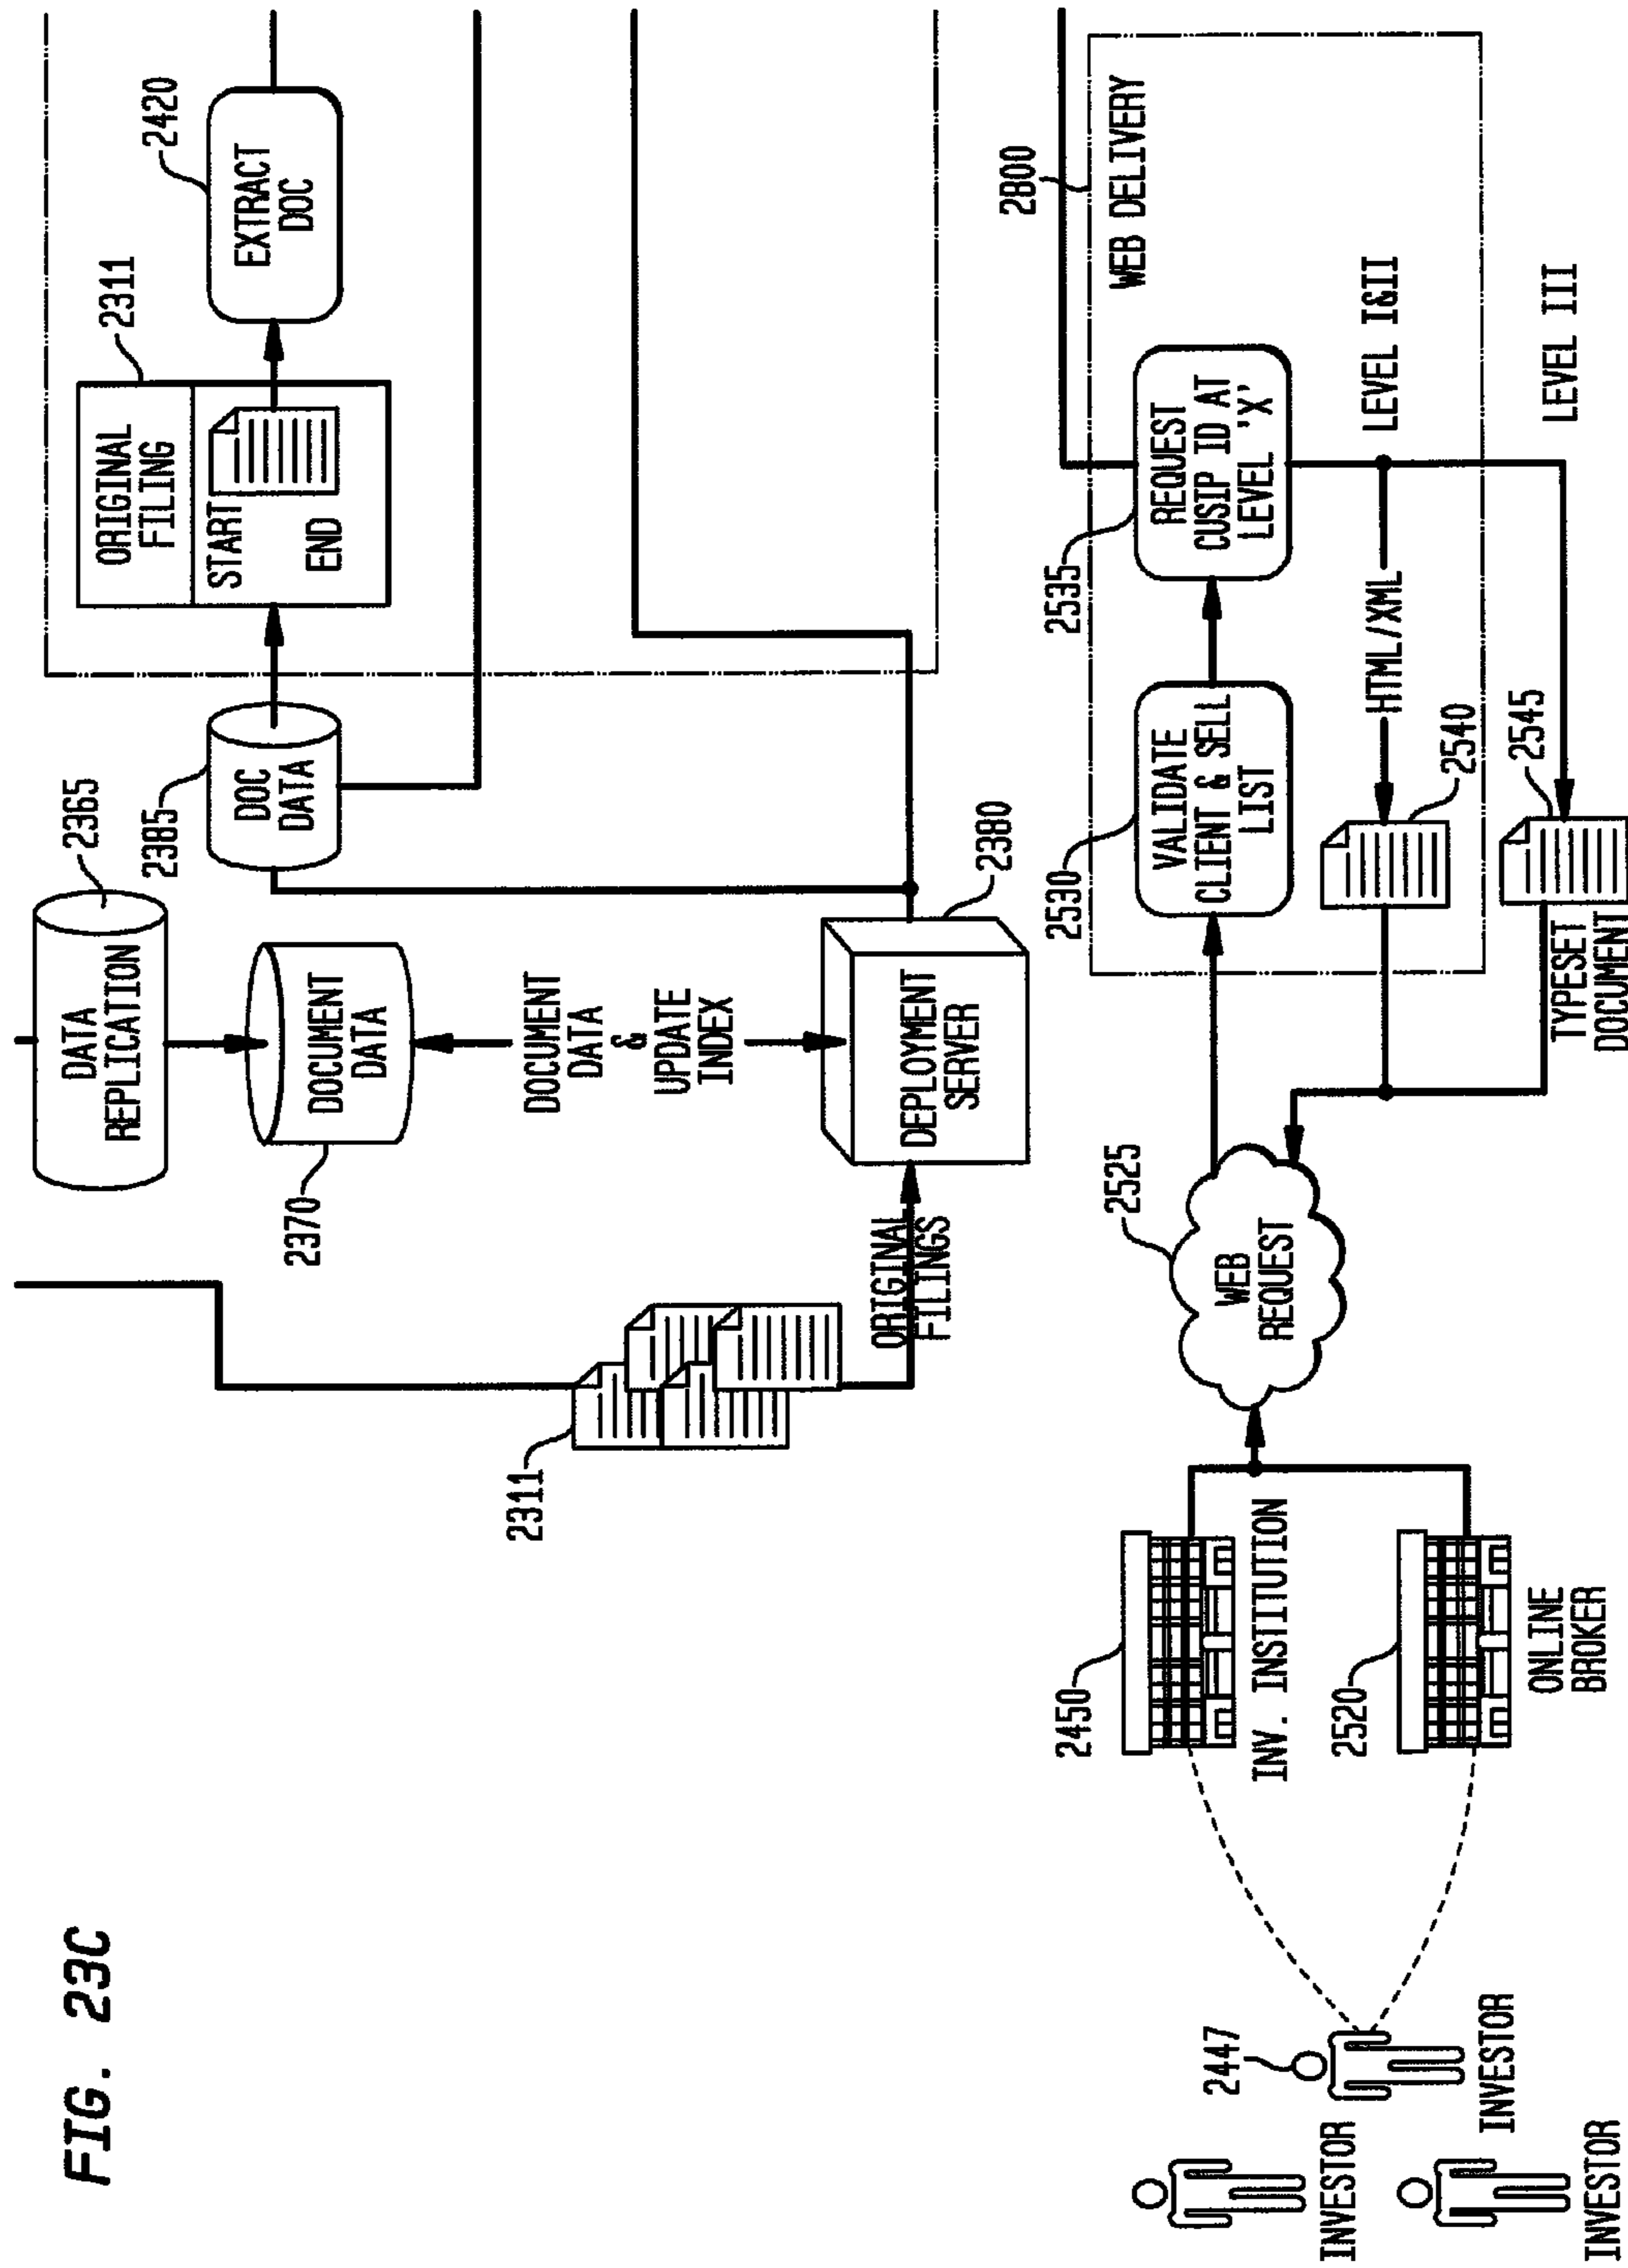 FIG. 23C
2365
DATA
REPLICATION
2370
DOCUMENT
DATA
DOCUMENT
DATA
&
UPDATE
INDEX
2311
ORIGINAL
FILINGS
DEPLOYMENT
SERVER
2380
2385
DOC
DATA
ORIGINAL
FILING
2311
START
END
EXTRACT
DOC
2420
INVESTOR
2447
INVESTOR
INVESTOR
2450
INV. INSTITUTION
2520
ONLINE
BROKER
2525
WEB
REQUEST
2800
WEB DELIVERY
2530
VALIDATE
CLIENT & SELL
LIST
2535
REQUEST
CUSIP ID AT
LEVEL 'X'
HTML/XML
LEVEL I&II
2540
LEVEL III
2545
TYPESET
DOCUMENT